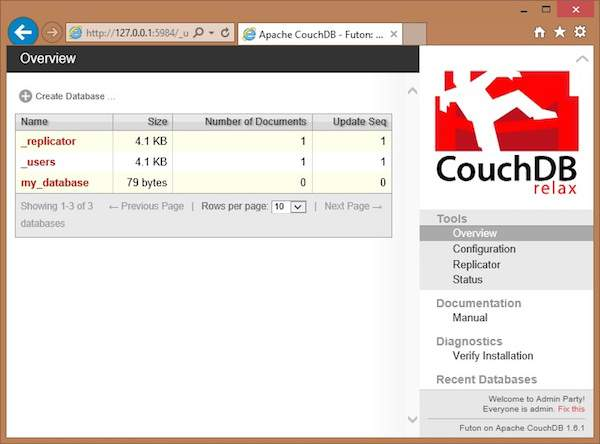 http://127.0.0.1:5984/_u
Apache CouchDB - Futon: ...
Overview
Create Database ...
Name Size Number of Documents Update Seq
_replicator 4.1 KB 1 1
_users 4.1 KB 1 1
my_database 79 bytes 0 0
Showing 1-3 of 3 ← Previous Page | Rows per page: 10 | Next Page →
databases
CouchDB
relax
Tools
Overview
Configuration
Replicator
Status
Documentation
Manual
Diagnostics
Verify Installation
Recent Databases
Welcome to Admin Party!
Everyone is admin. Fix this
Futon on Apache CouchDB 1.6.1